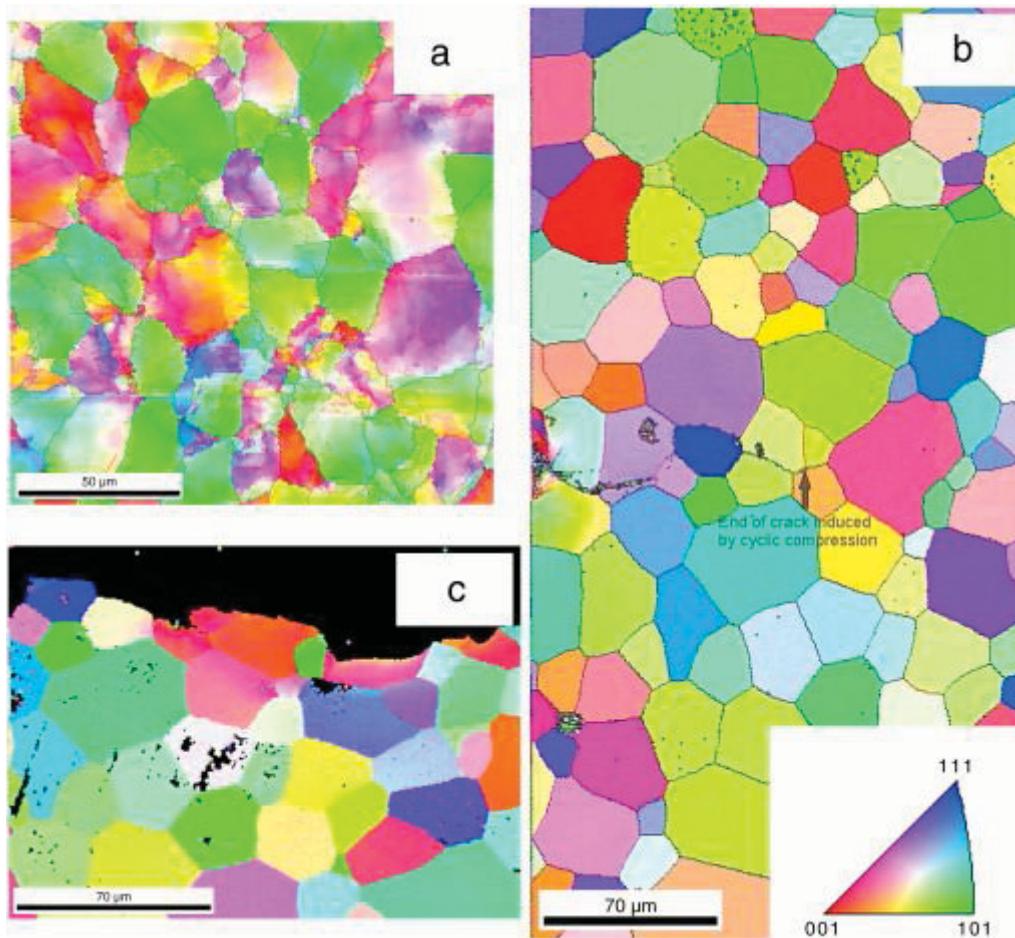 a
b
50 µm
End of crack induced
by cyclic compression
c
70 µm
70 µm
111
001
101